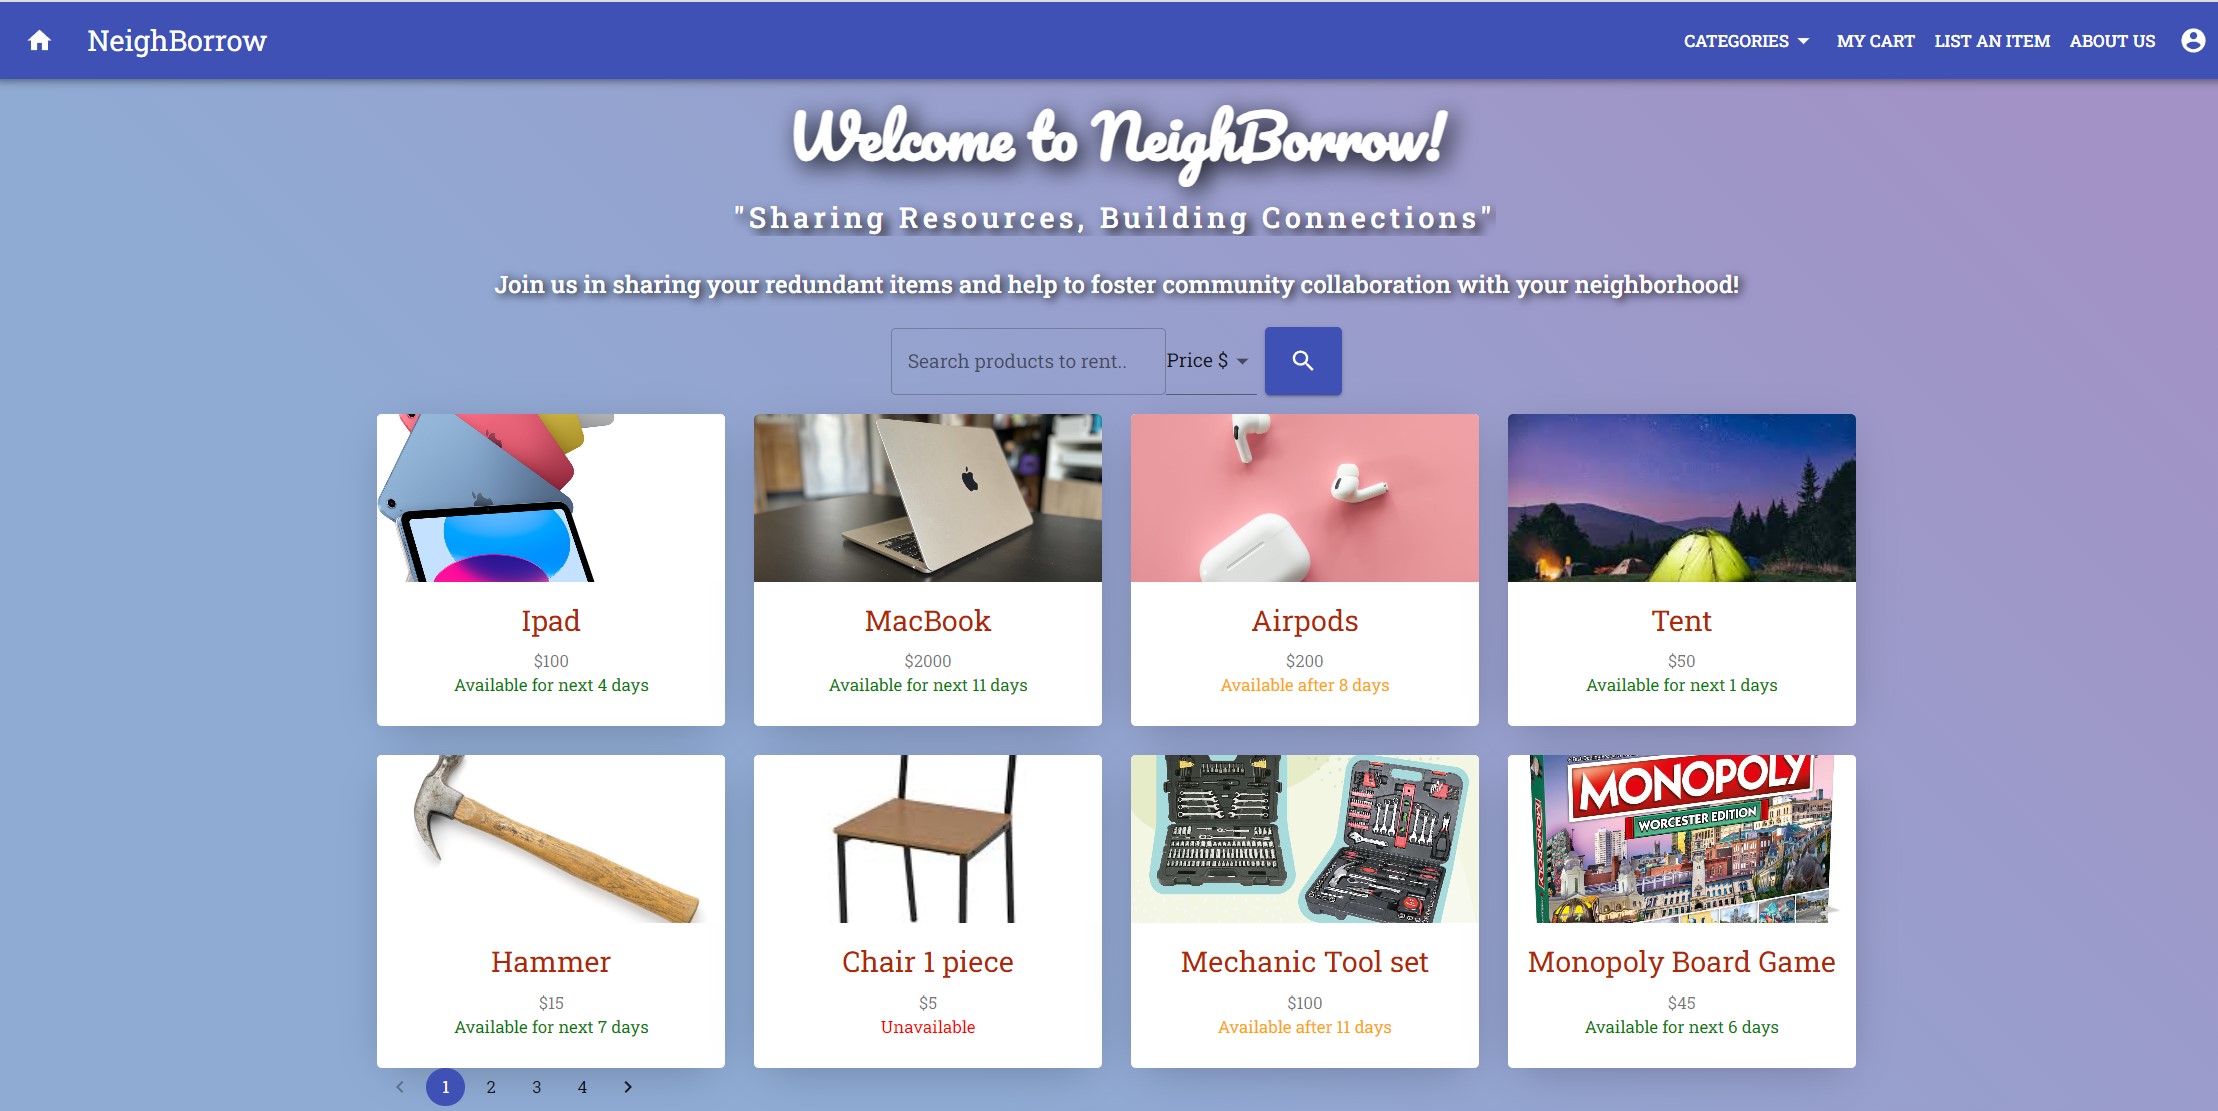 NeighBorrow
CATEGORIES MY CART LIST AN ITEM ABOUT US
Welcome to NeighBorrow!
"Sharing Resources, Building Connections"
Join us in sharing your redundant items and help to foster community collaboration with your neighborhood!
Search products to rent.. Price $
Ipad
$100
Available for next 4 days
MacBook
$2000
Available for next 11 days
Airpods
$200
Available after 8 days
Tent
$50
Available for next 1 days
Hammer
$15
Available for next 7 days
Chair 1 piece
$5
Unavailable
Mechanic Tool set
$100
Available after 11 days
MONOPOLY
WORCESTER EDITION
Monopoly Board Game
$45
Available for next 6 days
1 2 3 4